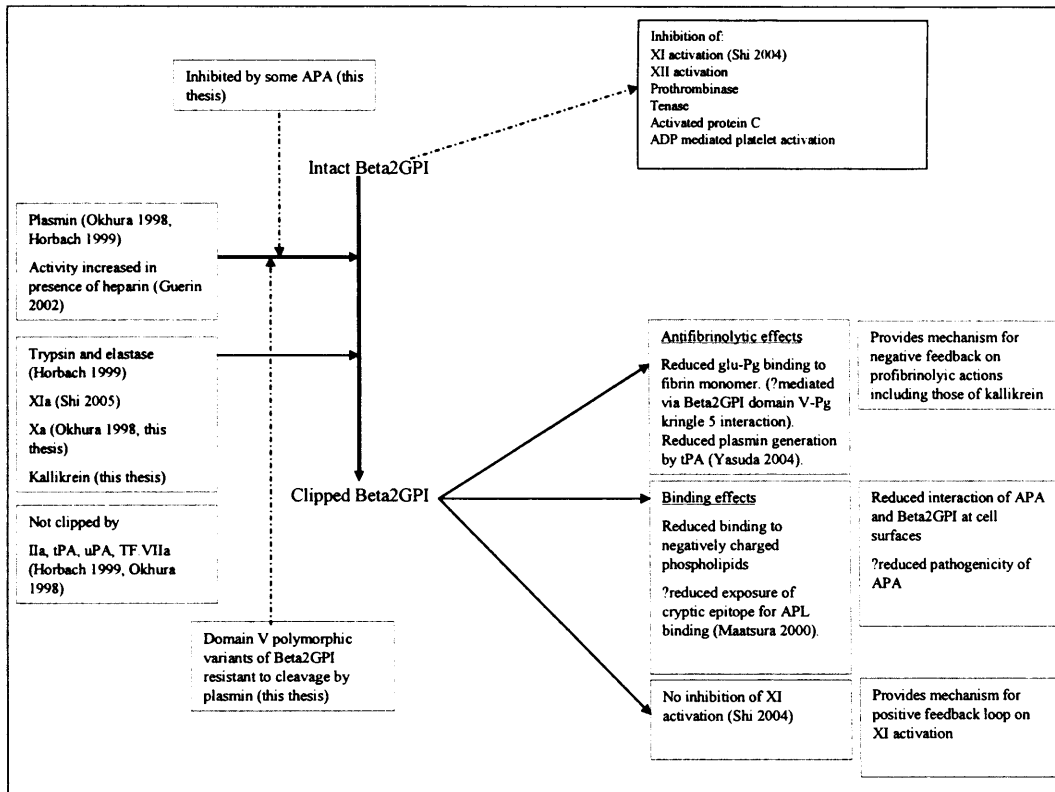 Inhibited by some APA (this
thesis)
Inhibition of:
XI activation (Shi 2004)
XII activation
Prothrombinase
Tenase
Activated protein C
ADP mediated platelet activation
Intact Beta2GPI
Plasmin (Okhura 1998,
Horbach 1999)
Activity increased in
presence of heparin (Guerin
2002)
Trypsin and elastase
(Horbach 1999)
XIa (Shi 2005)
Xa (Okhura 1998, this
thesis)
Kallikrein (this thesis)
Not clipped by
IIa, tPA, uPA, TF VIIa
(Horbach 1999, Okhura
1998)
Domain V polymorphic
variants of Beta2GPI
resistant to cleavage by
plasmin (this thesis)
Clipped Beta2GPI
Antifibrinolytic effects
Reduced glu-Pg binding to
fibrin monomer. (?mediated
via Beta2GPI domain V-Pg
kringle 5 interaction).
Reduced plasmin generation
by tPA (Yasuda 2004).
Provides mechanism for
negative feedback on
profibrinolyic actions
including those of kallikrein
Binding effects
Reduced binding to
negatively charged
phospholipids
?reduced exposure of
cryptic epitope for APL
binding (Maatsura 2000).
Reduced interaction of APA
and Beta2GPI at cell
surfaces
?reduced pathogenicity of
APA
No inhibition of XI
activation (Shi 2004)
Provides mechanism for
positive feedback loop on
XI activation